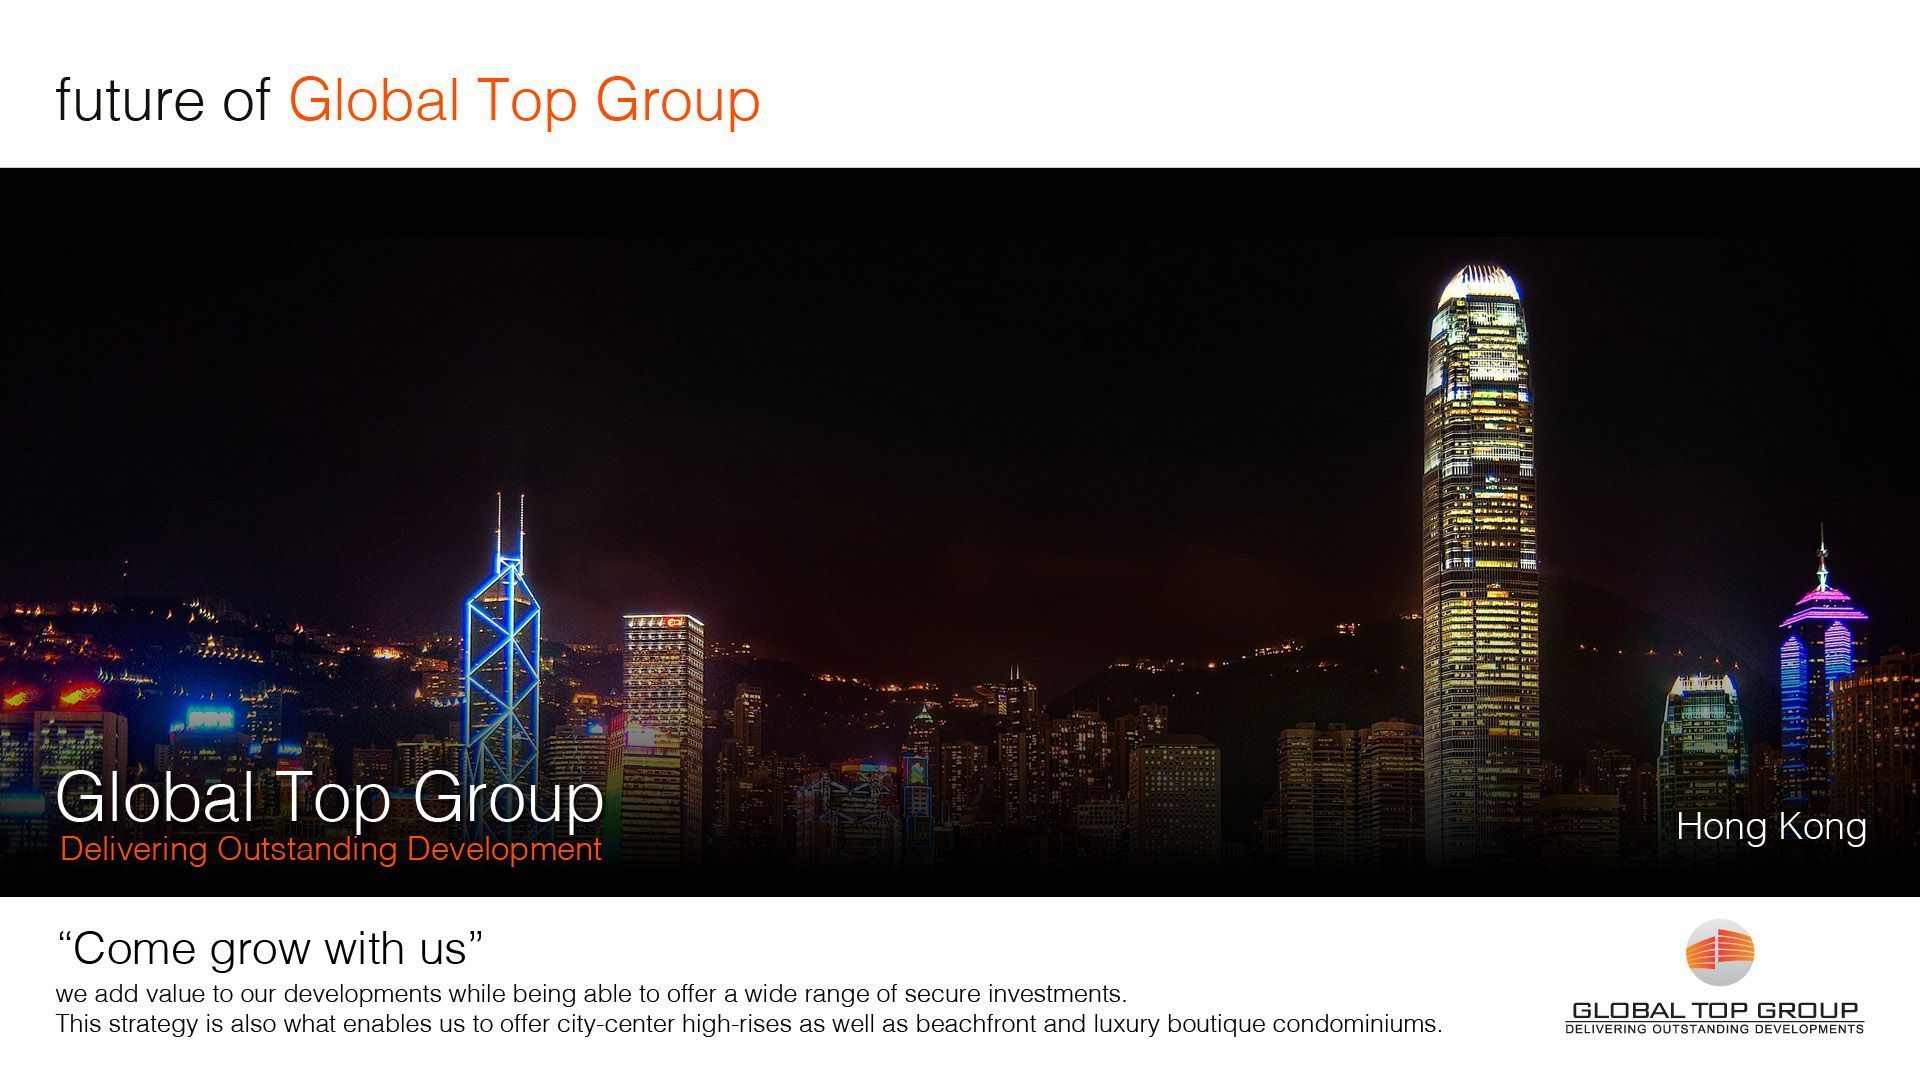 future of Global Top Group
Global Top Group
Delivering Outstanding Development
Hong Kong
“Come grow with us”
we add value to our developments while being able to offer a wide range of secure investments.
This strategy is also what enables us to offer city-center high-rises as well as beachfront and luxury boutique condominiums.
GLOBAL TOP GROUP
DELIVERING OUTSTANDING DEVELOPMENTS